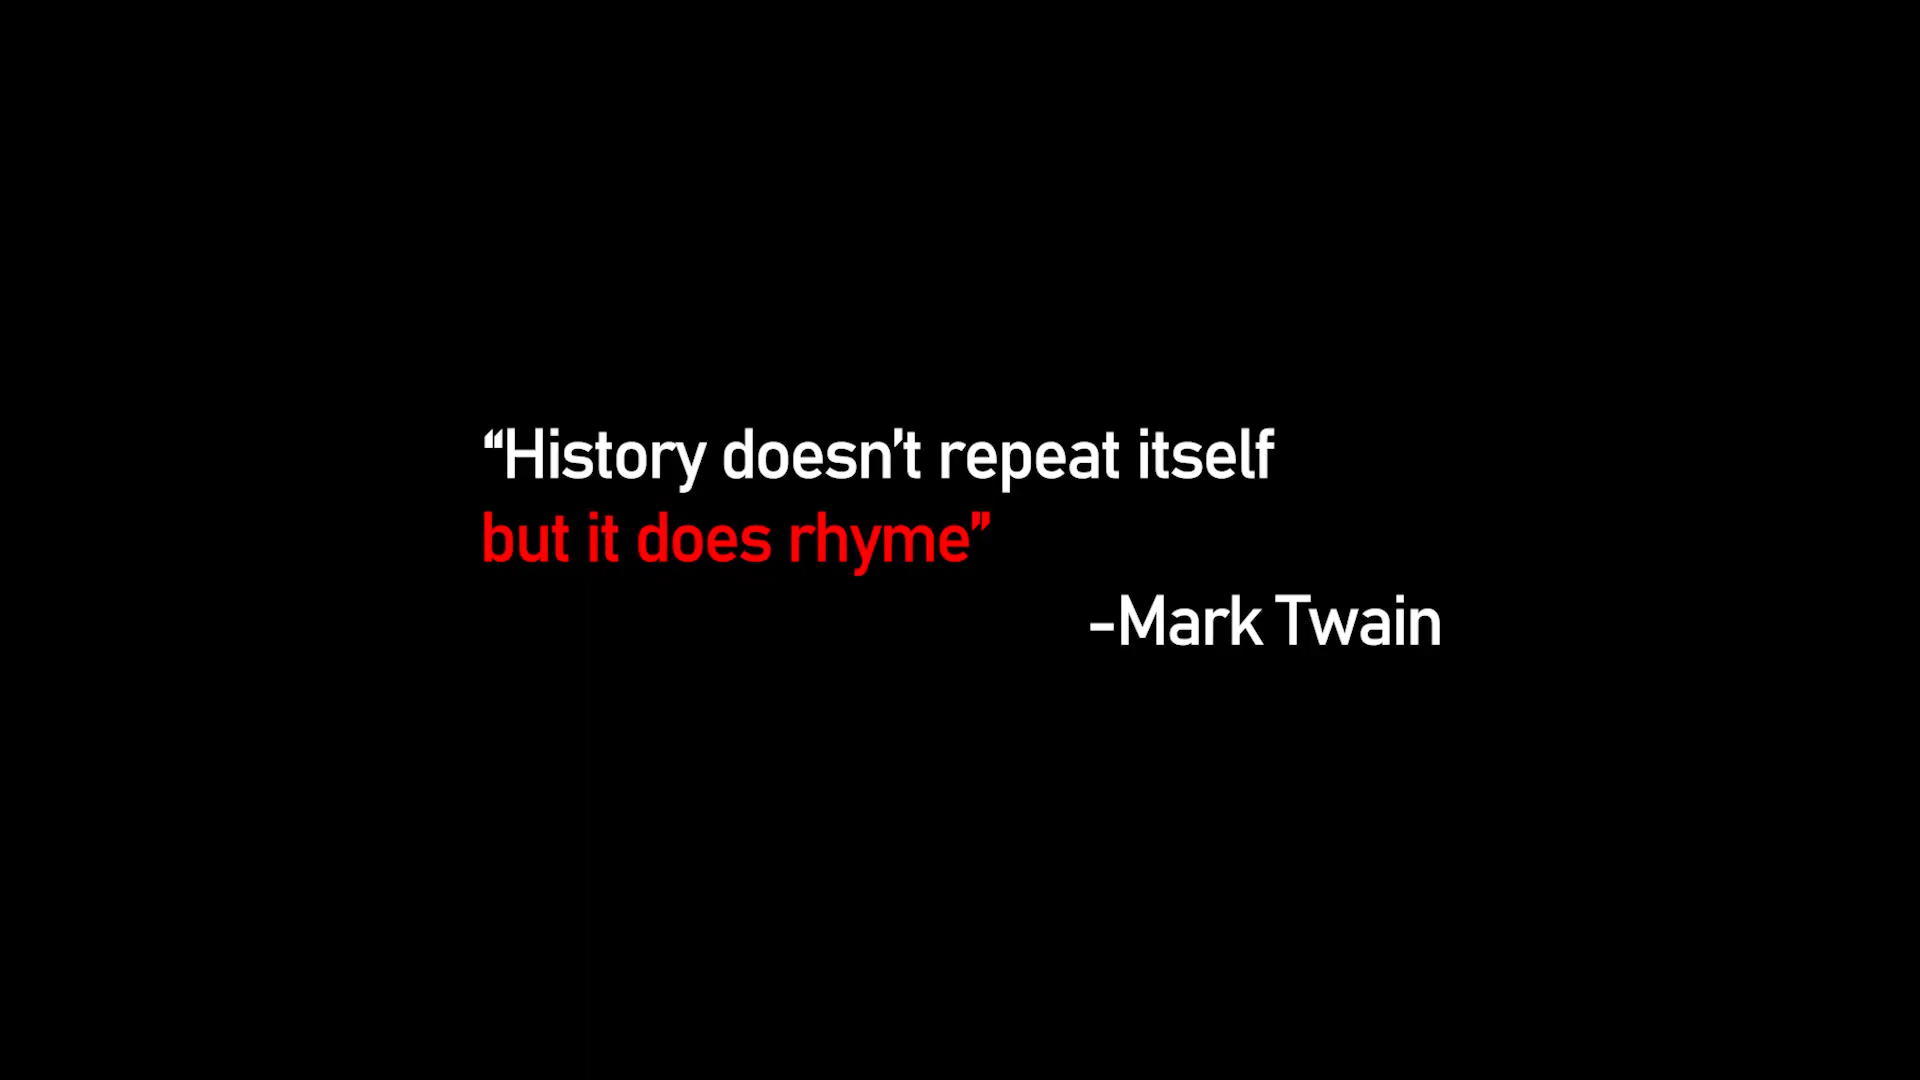 “History doesn’t repeat itself
but it does rhyme”
-Mark Twain